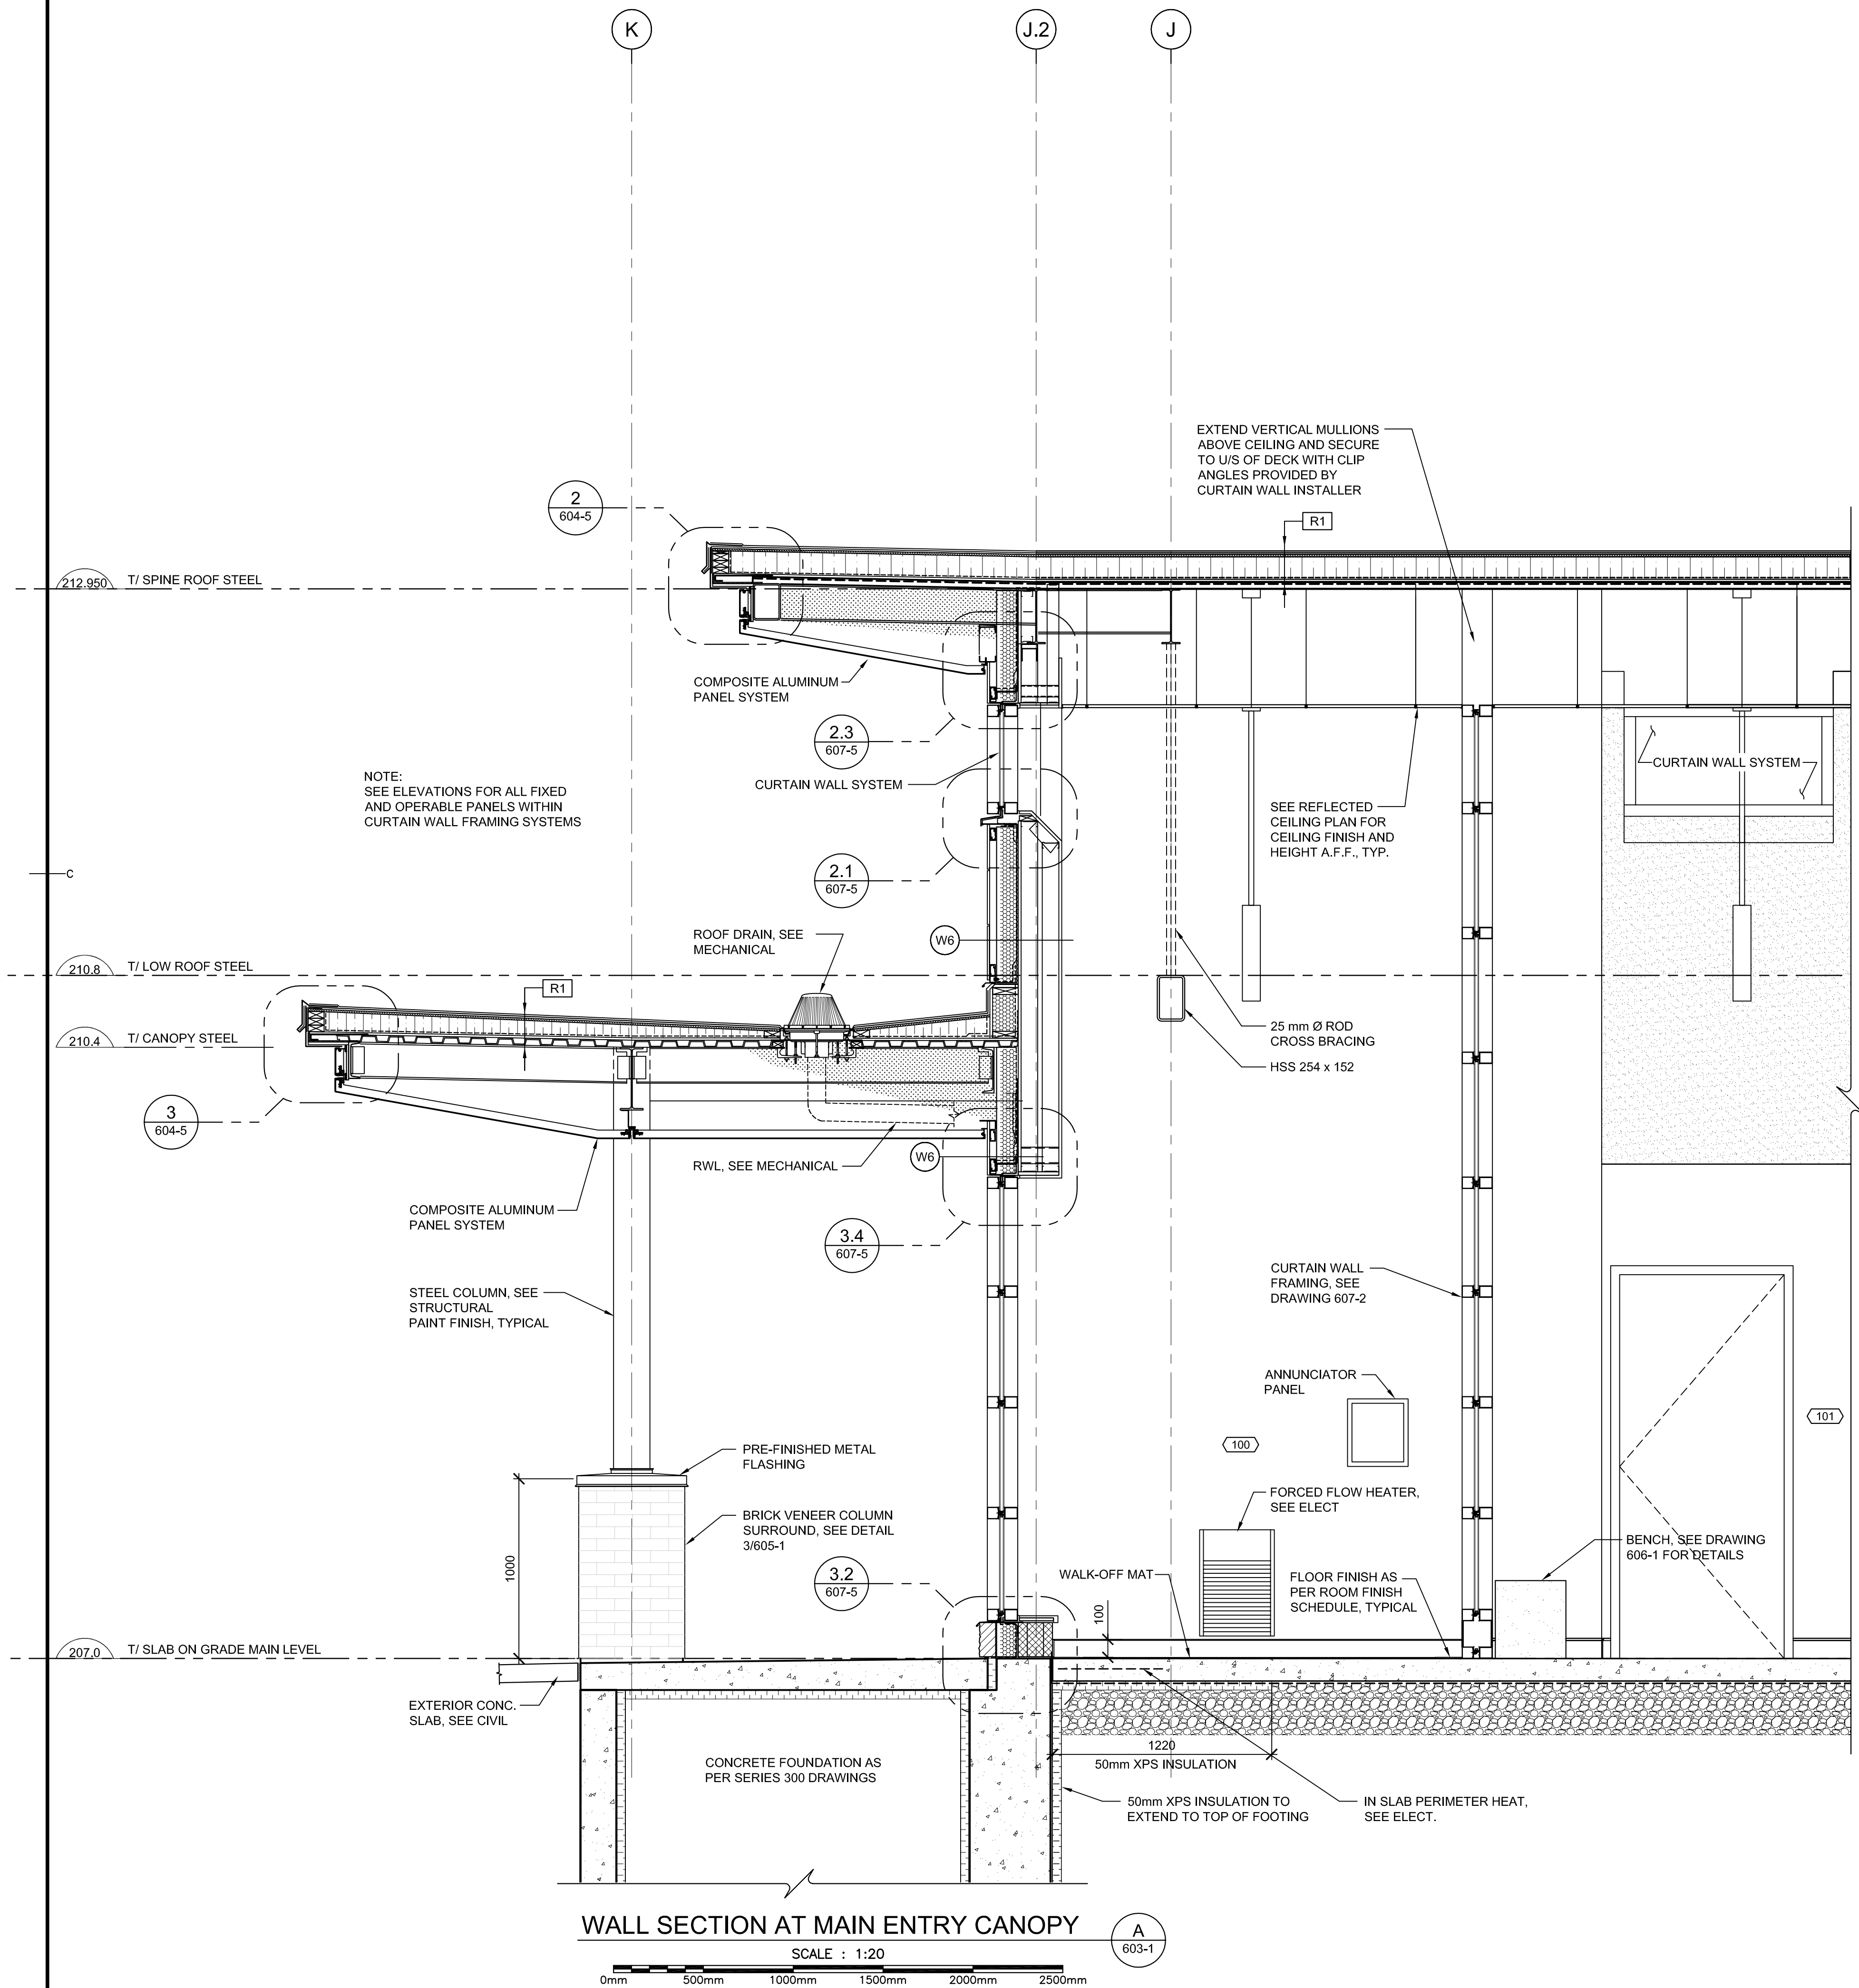 K
J.2
J
EXTEND VERTICAL MULLIONS
ABOVE CEILING AND SECURE
TO U/S OF DECK WITH CLIP
ANGLES PROVIDED BY
CURTAIN WALL INSTALLER
2
604-5
R1
212.950
T/ SPINE ROOF STEEL
COMPOSITE ALUMINUM
PANEL SYSTEM
2.3
607-5
CURTAIN WALL SYSTEM
CURTAIN WALL SYSTEM
NOTE:
SEE ELEVATIONS FOR ALL FIXED
AND OPERABLE PANELS WITHIN
CURTAIN WALL FRAMING SYSTEMS
SEE REFLECTED
CEILING PLAN FOR
CEILING FINISH AND
HEIGHT A.F.F., TYP.
C
2.1
607-5
ROOF DRAIN, SEE
MECHANICAL
W6
210.8
T/ LOW ROOF STEEL
R1
25 mm Ø ROD
CROSS BRACING
210.4
T/ CANOPY STEEL
HSS 254 x 152
3
604-5
RWL, SEE MECHANICAL
W6
COMPOSITE ALUMINUM
PANEL SYSTEM
3.4
607-5
STEEL COLUMN, SEE
STRUCTURAL
PAINT FINISH, TYPICAL
CURTAIN WALL
FRAMING, SEE
DRAWING 607-2
ANNUNCIATOR
PANEL
101
100
PRE-FINISHED METAL
FLASHING
FORCED FLOW HEATER,
SEE ELECT
BRICK VENEER COLUMN
SURROUND, SEE DETAIL
3/605-1
1000
BENCH, SEE DRAWING
606-1 FOR DETAILS
3.2
607-5
WALK-OFF MAT
FLOOR FINISH AS
PER ROOM FINISH
SCHEDULE, TYPICAL
100
207.0
T/ SLAB ON GRADE MAIN LEVEL
EXTERIOR CONC.
SLAB, SEE CIVIL
1220
50mm XPS INSULATION
CONCRETE FOUNDATION AS
PER SERIES 300 DRAWINGS
50mm XPS INSULATION TO
EXTEND TO TOP OF FOOTING
IN SLAB PERIMETER HEAT,
SEE ELECT.
WALL SECTION AT MAIN ENTRY CANOPY
A
603-1
SCALE : 1:20
0mm 500mm 1000mm 1500mm 2000mm 2500mm